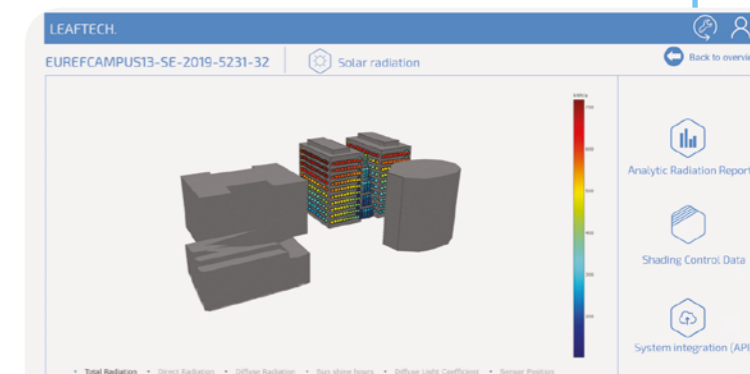 LEAFTECH.
EUREFCAMPUS13-SE-2019-5231-32
Solar radiation
Back to overvie
Analytic Radiation Report
Shading Control Data
System integration (API
• Total Radiation • Direct Radiation • Diffuse Radiation • Sun shine hours • Diffuse Light Coefficient • Sensor Position